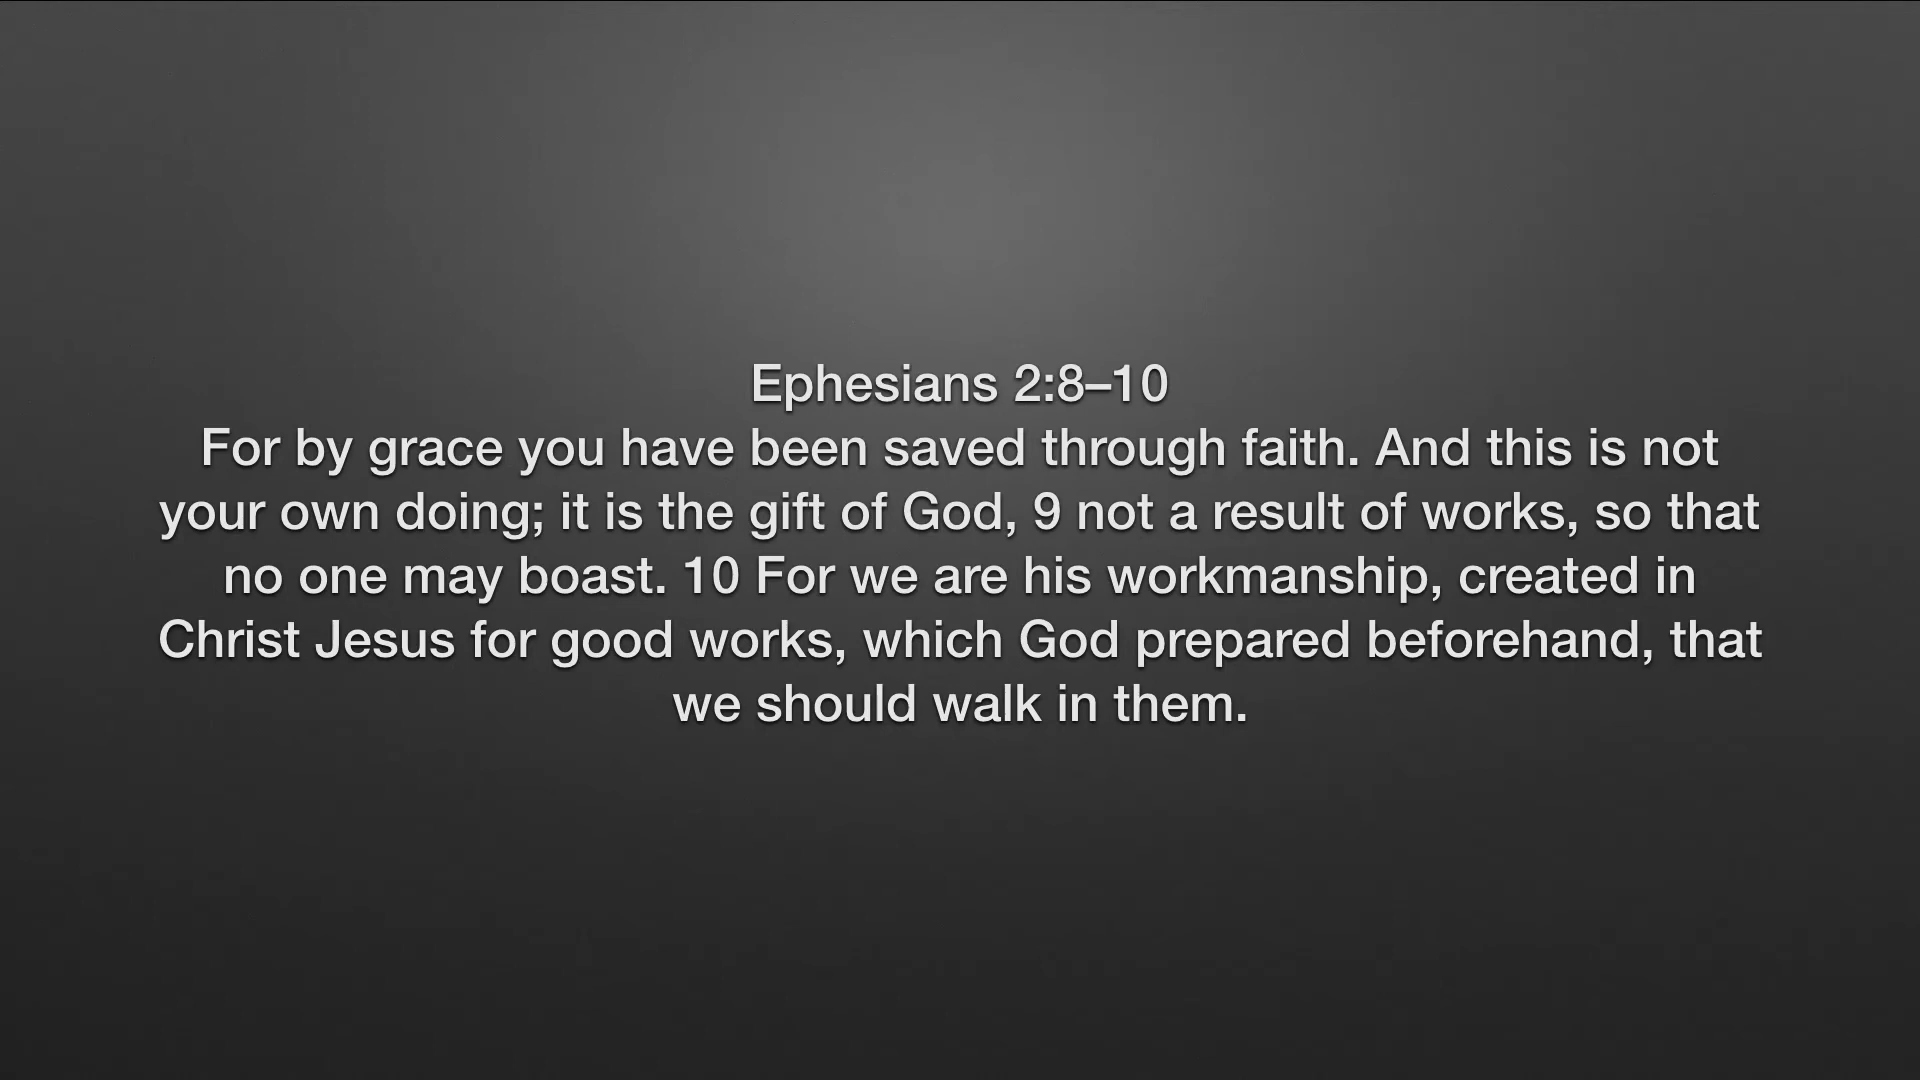 Ephesians 2:8–10
For by grace you have been saved through faith. And this is not
your own doing; it is the gift of God, 9 not a result of works, so that
no one may boast. 10 For we are his workmanship, created in
Christ Jesus for good works, which God prepared beforehand, that
we should walk in them.